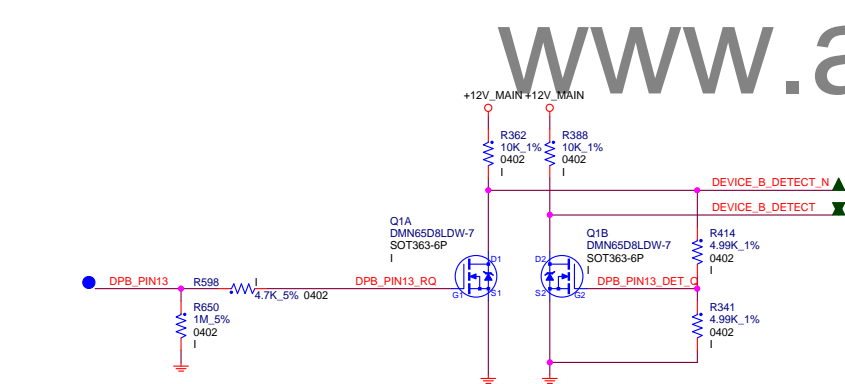 www.a
+12V_MAIN +12V_MAIN
R362
10K_1%
0402
I
R388
10K_1%
0402
I
DEVICE_B_DETECT_N
DEVICE_B_DETECT
Q1A
DMN65D8LDW-7
SOT363-6P
I
Q1B
DMN65D8LDW-7
SOT363-6P
I
R414
4.99K_1%
0402
I
D1
D2
DPB_PIN13
R598
I
4.7K_5% 0402
DPB_PIN13_RQ
G1
S1
S2
G2
DPB_PIN13_DET_Q
R650
1M_5%
0402
I
R341
4.99K_1%
0402
I